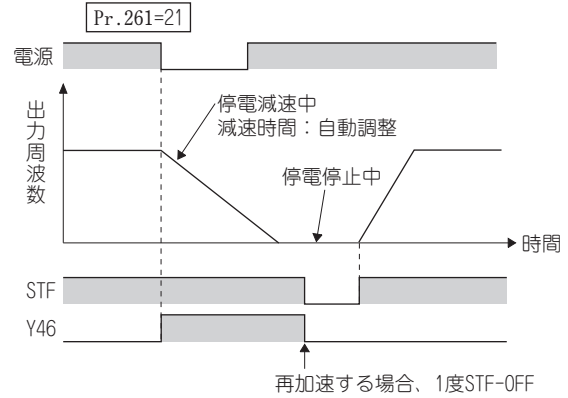 Pr.261=21
電源
出力周波数
停電減速中
減速時間：自動調整
停電停止中
時間
STF
Y46
再加速する場合、1度STF-OFF